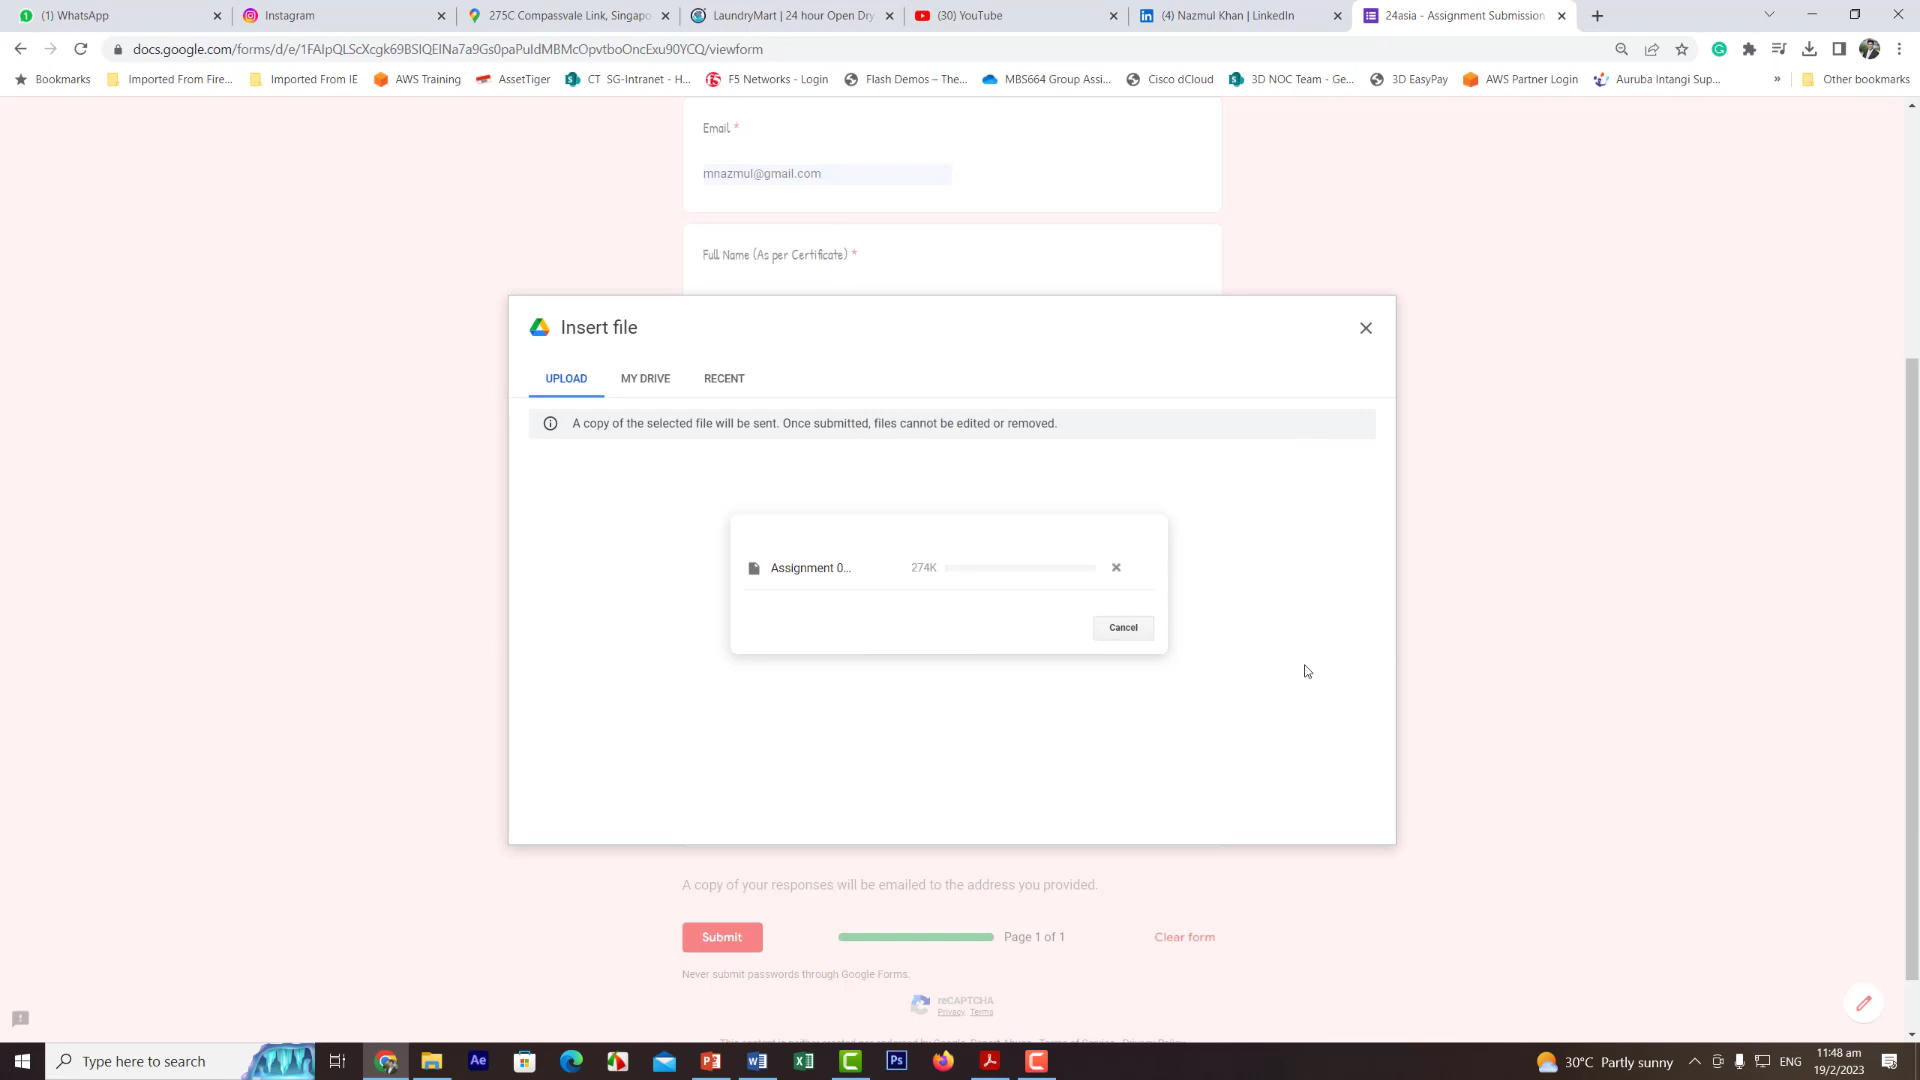 (1) WhatsApp
Instagram
275C Compassvale Link, Singapo
LaundryMart | 24 hour Open Dry
(30) YouTube
(4) Nazmul Khan | LinkedIn
24asia - Assignment Submission
docs.google.com/forms/d/e/1FAIpQLScXcgk69BSIQEINa7a9Gs0paPuIdMBMcOpvtboOncExu90YCQ/viewform
Bookmarks
Imported From Fire...
Imported From IE
AWS Training
AssetTiger
CT SG-Intranet - H...
F5 Networks - Login
Flash Demos – The...
MBS664 Group Assi...
Cisco dCloud
3D NOC Team - Ge...
3D EasyPay
AWS Partner Login
Auruba Intangi Sup...
»
Other bookmarks
Email *
mnazmul@gmail.com
Full Name (As per Certificate) *
Insert file
UPLOAD
MY DRIVE
RECENT
A copy of the selected file will be sent. Once submitted, files cannot be edited or removed.
Assignment 0...
274K
Cancel
A copy of your responses will be emailed to the address you provided.
Submit
Page 1 of 1
Clear form
Never submit passwords through Google Forms.
reCAPTCHA
Privacy Terms
Type here to search
30°C Partly sunny
ENG
11:48 am
19/2/2023